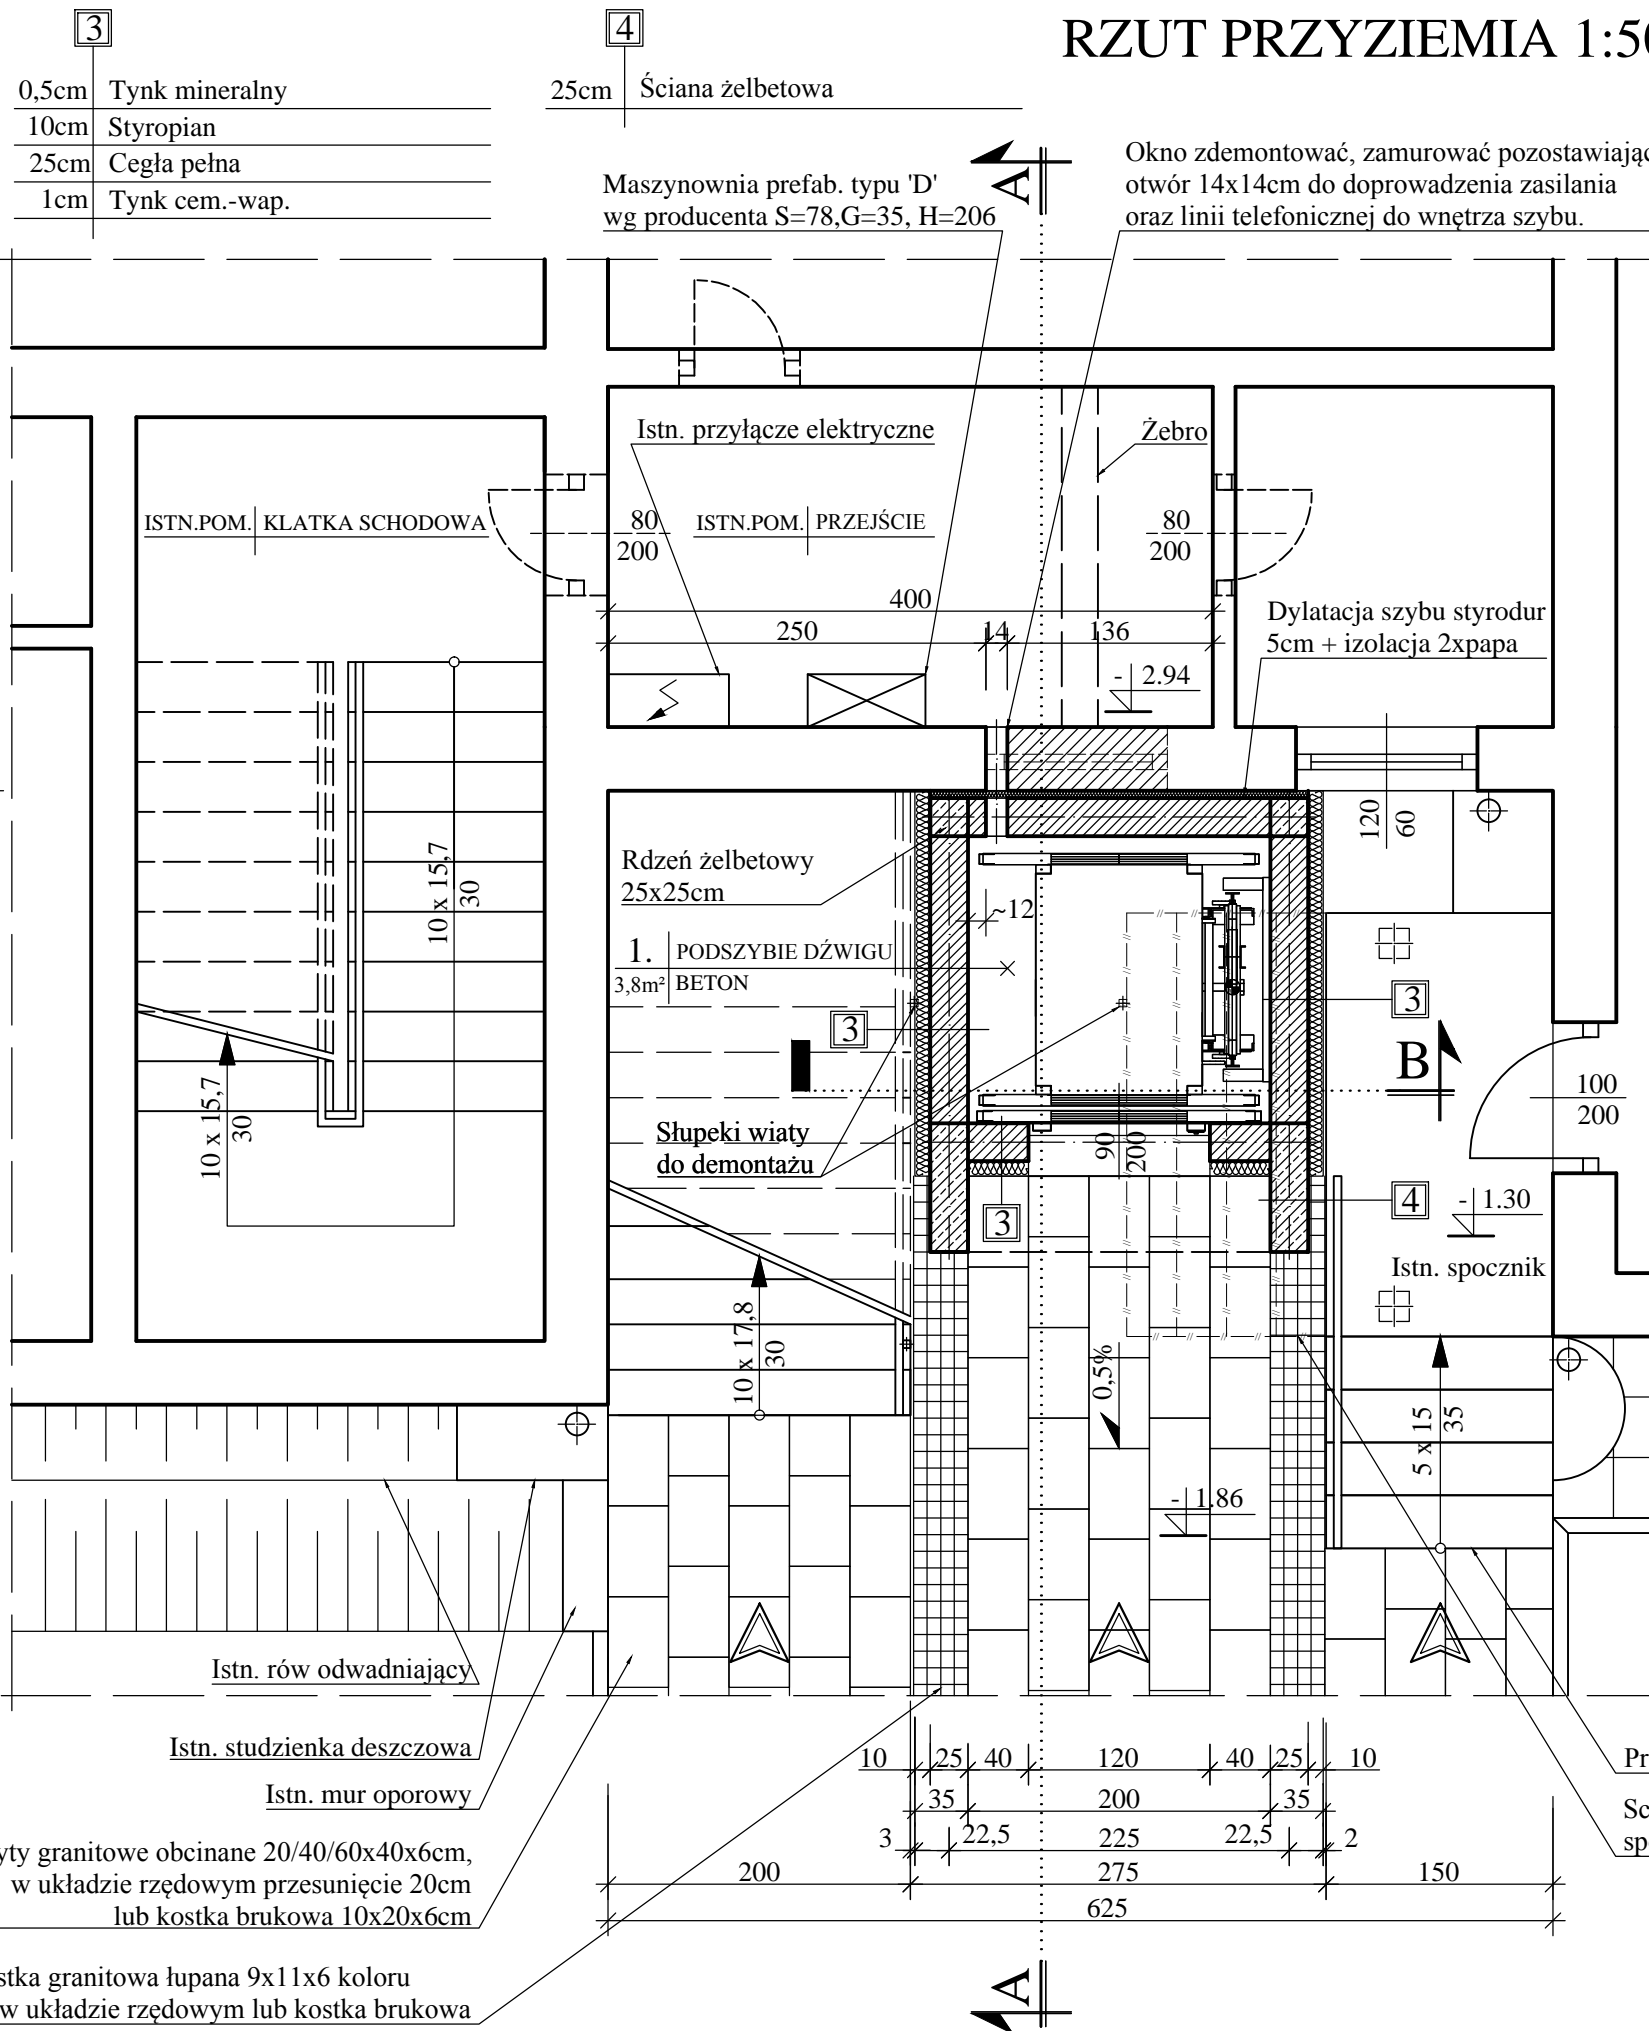 3
0,5cm Tynk mineralny
10cm Styropian
25cm Cegła pełna
1cm Tynk cem.-wap.
4
25cm Ściana żelbetowa
RZUT PRZYZIEMIA 1:50
Maszynownia prefab. typu 'D'
wg producenta S=78,G=35, H=206
A
Okno zdemontować, zamurować pozostawiając
otwór 14x14cm do doprowadzenia zasilania
oraz linii telefonicznej do wnętrza szybu.
Istn. przyłącze elektryczne
Żebro
ISTN.POM. KLATKA SCHODOWA
80
200
ISTN.POM. PRZEJŚCIE
80
200
400
250 14 136
- 2.94
Dylatacja szybu styrodur
5cm + izolacja 2xpapa
120
60
10 x 15,7
30
10 x 15,7
30
Rdzeń żelbetowy
25x25cm
~12
1. PODSZYBIE DŹWIGU
3,8m² BETON
3
3
B
100
200
Słupeki wiaty
do demontażu
90
200
3
4
- 1.30
Istn. spocznik
10 x 17,8
30
0,5%
5 x 15
35
- 1.86
Istn. rów odwadniający
Istn. studzienka deszczowa
Istn. mur oporowy
yty granitowe obcinane 20/40/60x40x6cm,
w układzie rzędowym przesunięcie 20cm
lub kostka brukowa 10x20x6cm
stka granitowa łupana 9x11x6 koloru
w układzie rzędowym lub kostka brukowa
10 25 40 120 40 25 10
35 200 35
3 22,5 225 22,5 2
200 275 150
625
Pr
Sc
sp
A